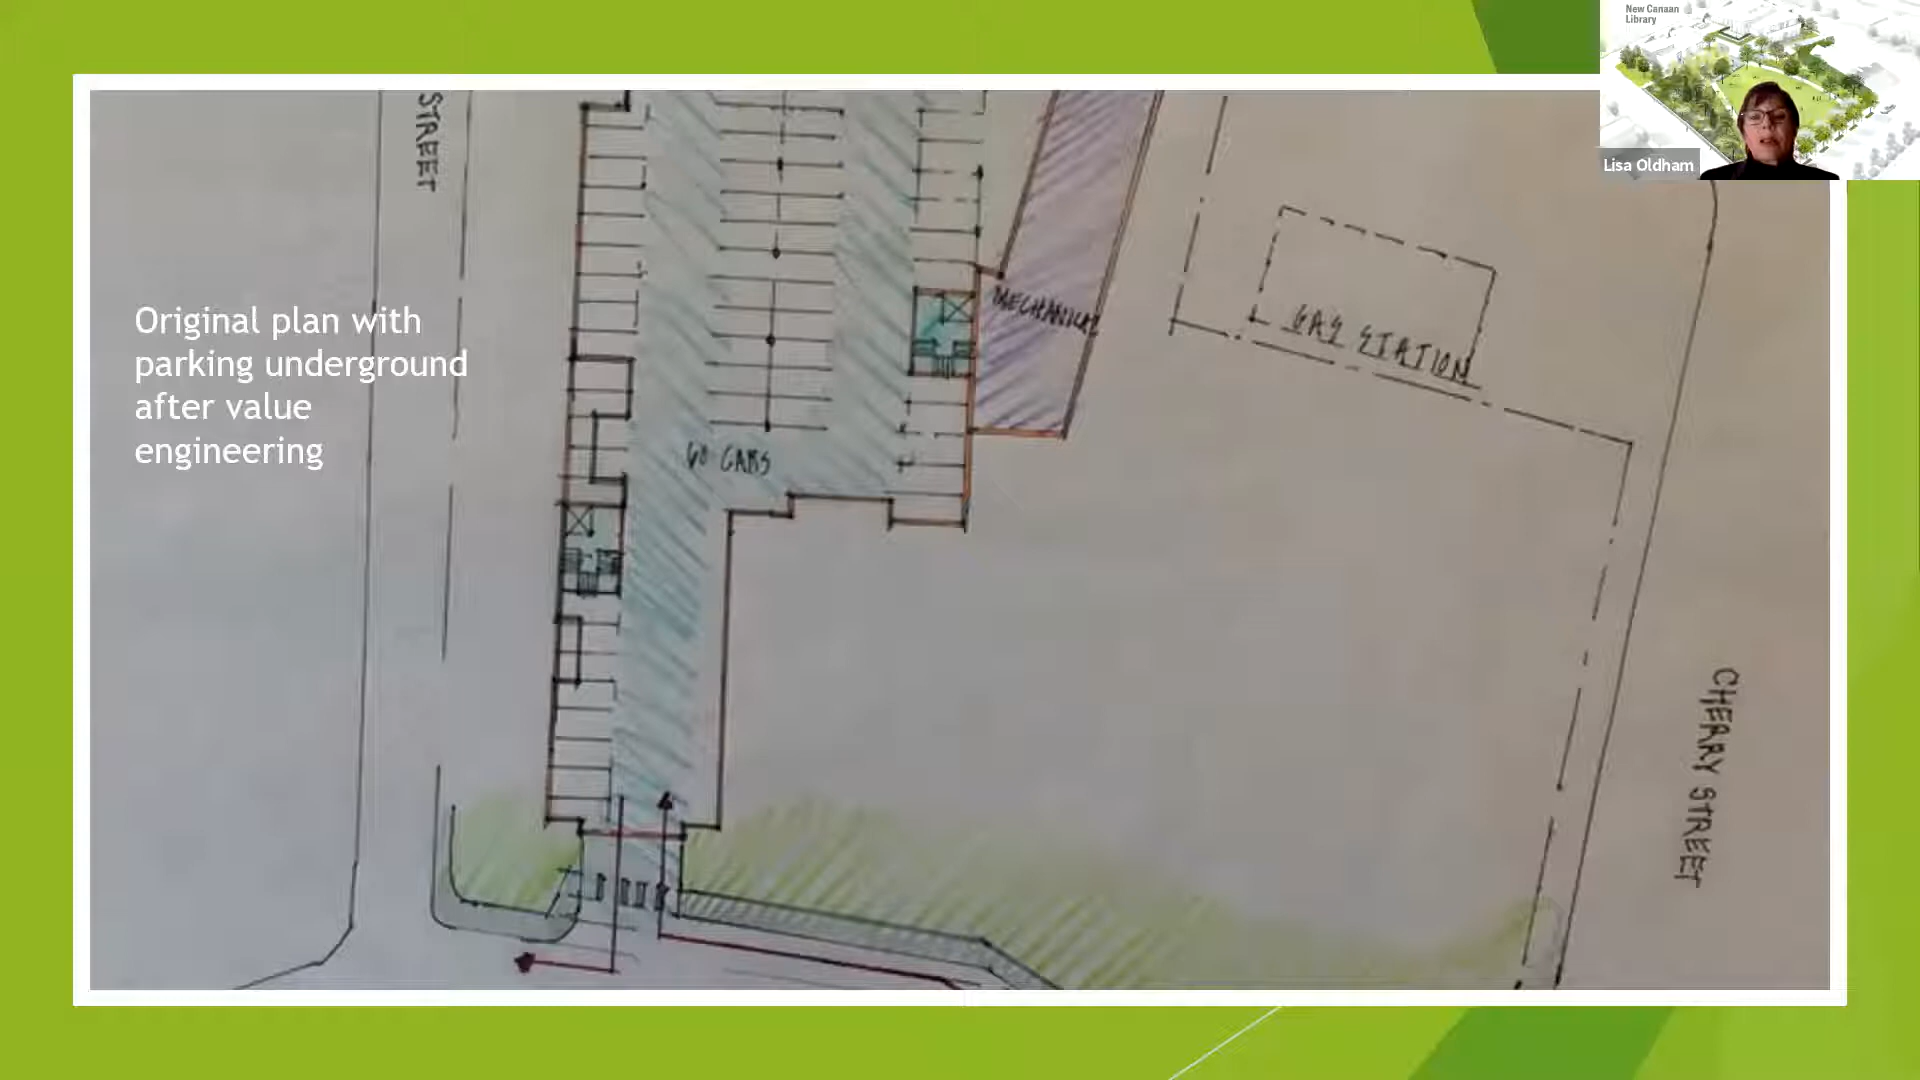 New Canaan
Library
Lisa Oldham
STREET
Original plan with
parking underground
after value
engineering
MECHANICAL
GAS STATION
60 CARS
CHERRY STREET